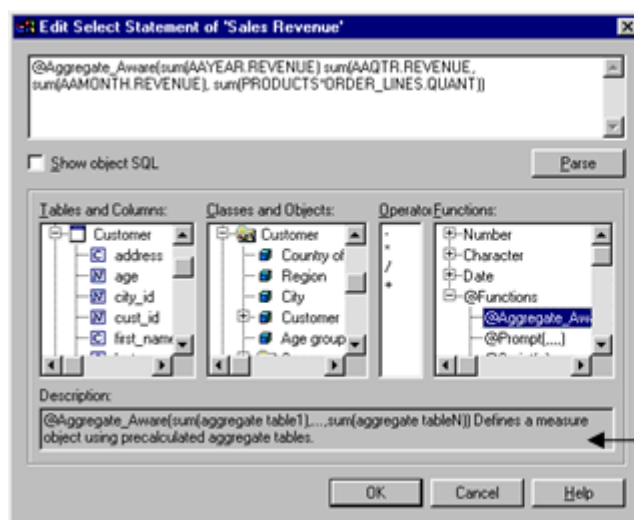 Edit Select Statement of 'Sales Revenue'
@Aggregate_Aware(sum(AAYEAR.REVENUE) sum(AAQTR.REVENUE,
sum(AAMONTH.REVENUE), sum(PRODUCTS*ORDER_LINES.QUANT))
Show object SQL
Parse
Tables and Columns:
Classes and Objects:
Operator
Functions:
Customer
address
age
city_id
cust_id
first_name
Customer
Country of
Region
City
Customer
Age group
-
*
/
Number
Character
Date
@Functions
@Aggregate_Aw
@Prompt(,,,,)
Description:
@Aggregate_Aware(sum(aggregate table1),...,sum(aggregate tableN)) Defines a measure
object using precalculated aggregate tables.
OK
Cancel
Help